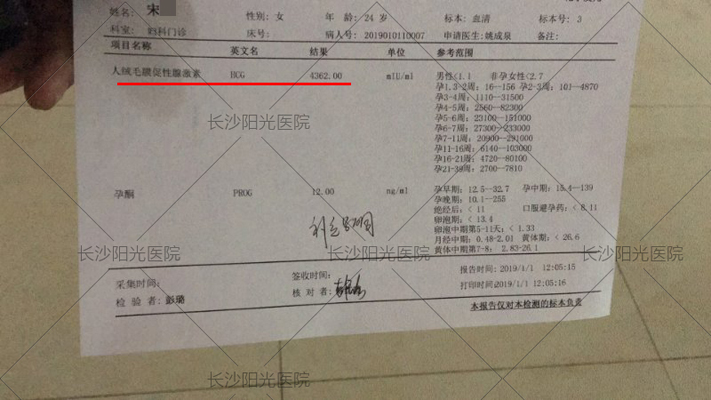 姓名: 宋 性别: 女 年 龄: 24 岁 标本: 血清 标本号: 3
科室: 妇科门诊 床号: 病人号: 2019010110007 申请医生: 姚成泉 备注:
项目名称 英文名 结果 单位 参考范围
人绒毛膜促性腺激素 HCG 4362.00 mIU/ml 男性<1.1 非孕女性<2.7
孕1.3-2周: 16—156 孕2-3周: 101—4870
孕3-4周: 1110—31500
孕4-5周: 2560—82300
孕5-6周: 23100—151000
孕6-7周: 27300—233000
孕7-11周: 20900—291000
孕11-16周: 6140—103000
孕16-21周: 4720—80100
孕21-39周: 2700—7810
长沙阳光医院
孕酮 PROG 12.00 ng/ml 孕早期: 12.5—32.7 孕中期: 15.4—139
孕晚期: 10.1—255
绝经后: < 11 口服避孕药: < 8.11
卵泡期: < 13.4
卵泡中期第5-11天: < 1.33
月经中期: 0.48-2.01 黄体期: < 26.6
黄体中期第7-8: 2.83-26.1
长沙阳光医院 长沙阳光医院 长沙阳光医院
采集时间: 签收时间: 报告时间: 2019/1/1 12:05:15
检 验 者: 彭璐 核 对 者: 打印时间: 2019/1/1 12:05:16
本报告仅对本检测的标本负责
长沙阳光医院